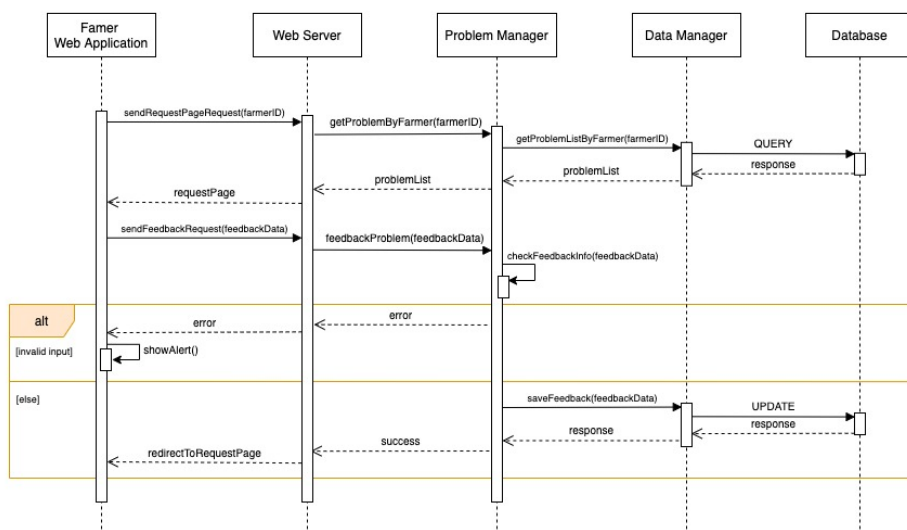 Famer
Web Application
Web Server
Problem Manager
Data Manager
Database
sendRequestPageRequest(farmerID)
getProblemByFarmer(farmerID)
getProblemListByFarmer(farmerID)
QUERY
response
problemList
problemList
requestPage
sendFeedbackRequest(feedbackData)
feedbackProblem(feedbackData)
checkFeedbackInfo(feedbackData)
alt
error
error
[invalid input]
showAlert()
[else]
saveFeedback(feedbackData)
UPDATE
response
response
success
redirectToRequestPage